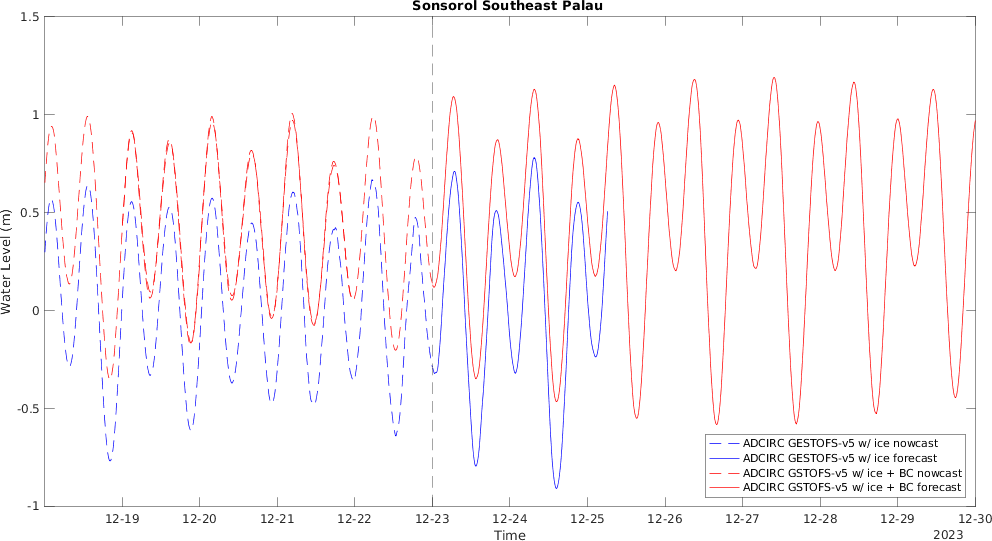 Sonsorol Southeast Palau
1.5
1
0.5
0
-0.5
-1
Water Level (m)
ADCIRC GESTOFS-v5 w/ ice nowcast
ADCIRC GESTOFS-v5 w/ ice forecast
ADCIRC GSTOFS-v5 w/ ice + BC nowcast
ADCIRC GSTOFS-v5 w/ ice + BC forecast
12-19 12-20 12-21 12-22 12-23 12-24 12-25 12-26 12-27 12-28 12-29 12-30
Time
2023